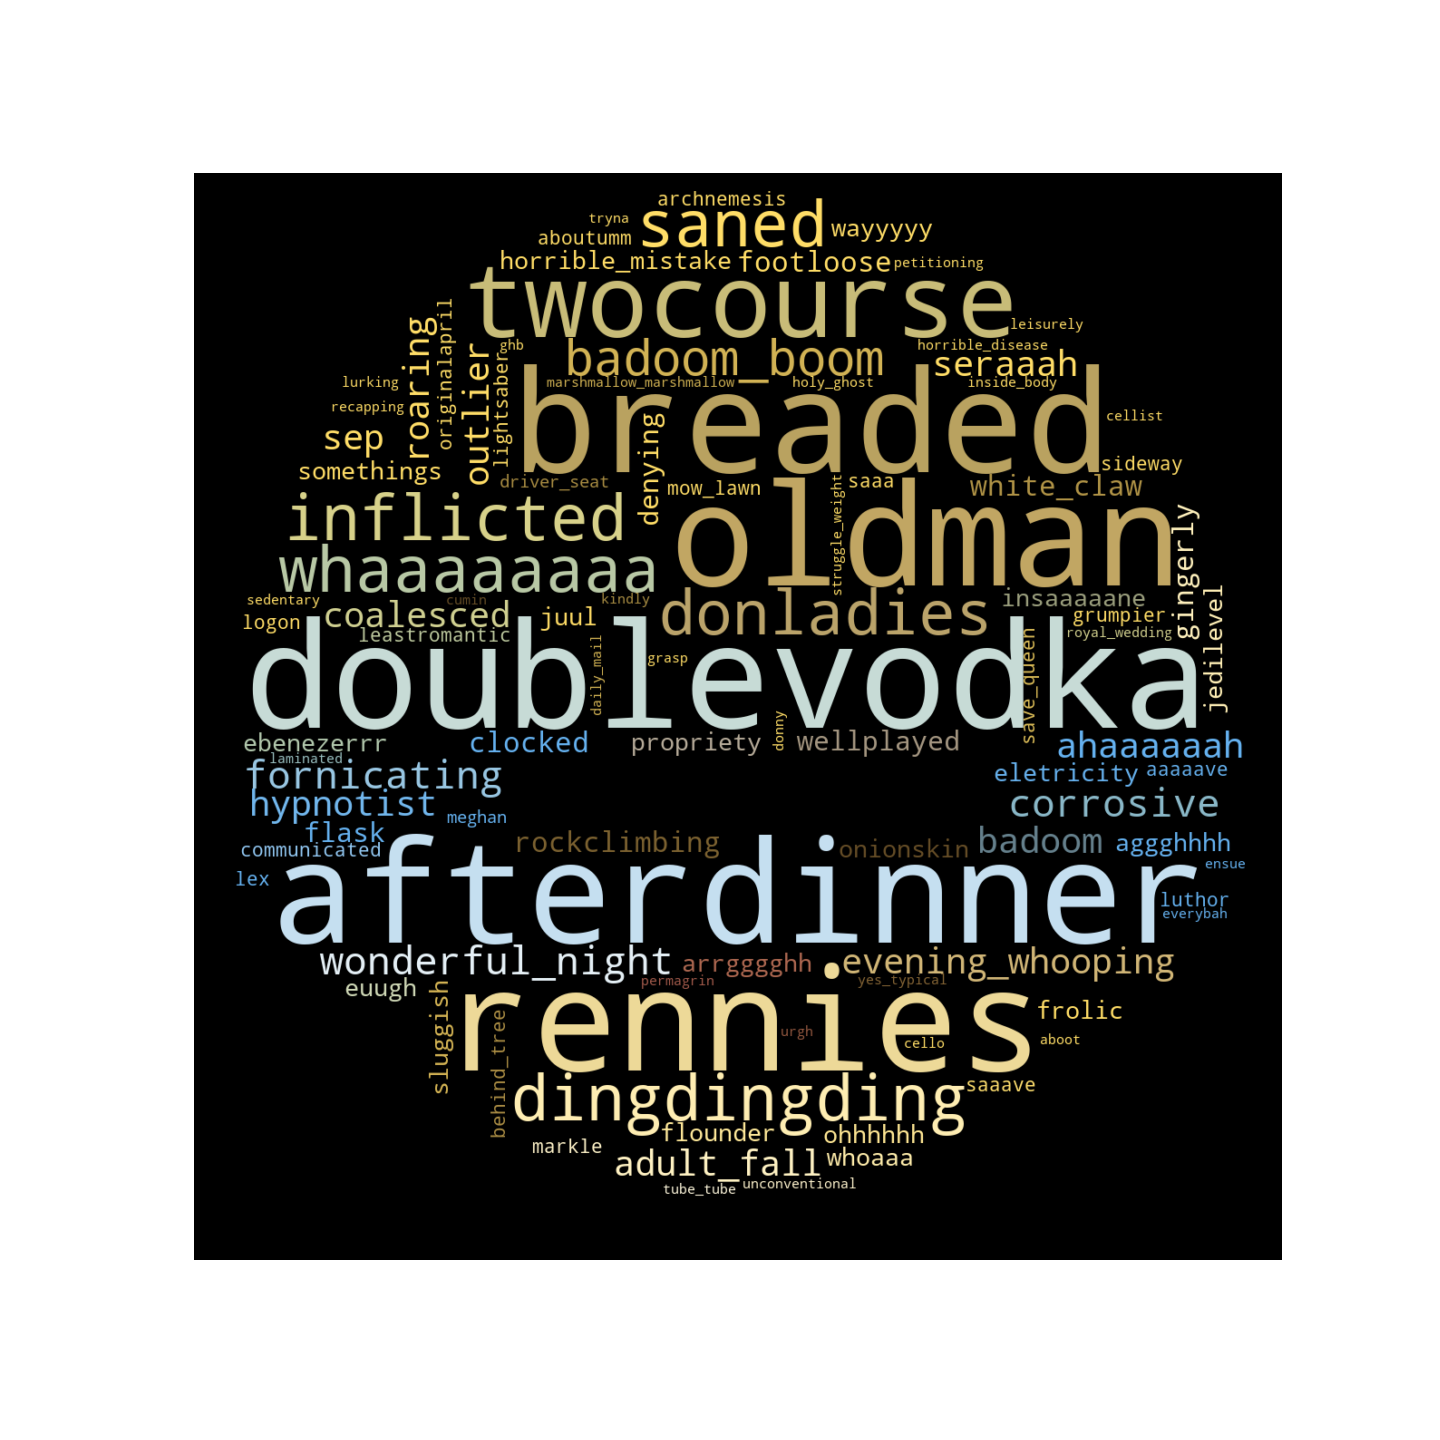 archnemesis
tryna
saned
wayyyyy
aboutumm
horrible_mistake
footloose
petitioning
twocourse
leisurely
originalapril
roaring
outlier
ghb
badoom_boom
horrible_disease
seraaah
lurking
lightsaber
marshmallow_marshmallow
holy_ghost
inside_body
recapping
breaded
cellist
sep
denying
somethings
sideway
driver_seat
mow_lawn
saaa
white_claw
struggle_weight
inflicted
oldman
gingerly
whaaaaaaaa
sedentary
cumin
kindly
donladies
insaaaaane
jedilevel
logon
coalesced
juul
grumpier
leastromantic
royal_wedding
doublevodka
daily_mail
grasp
save_queen
donny
ebenezerrr
clocked
propriety
wellplayed
ahaaaaaah
laminated
fornicating
eletricity
aaaaave
hypnotist
meghan
corrosive
flask
rockclimbing
onionskin
badoom
aggghhhh
communicated
ensue
lex
afterdinner
luthor
everybah
wonderful_night
arrgggghh
evening_whooping
euugh
permagrin
yes_typical
sluggish
rennies
frolic
behind_tree
urgh
cello
aboot
dingdingding
saaave
flounder
ohhhhhh
markle
adult_fall
whoaaa
tube_tube
unconventional